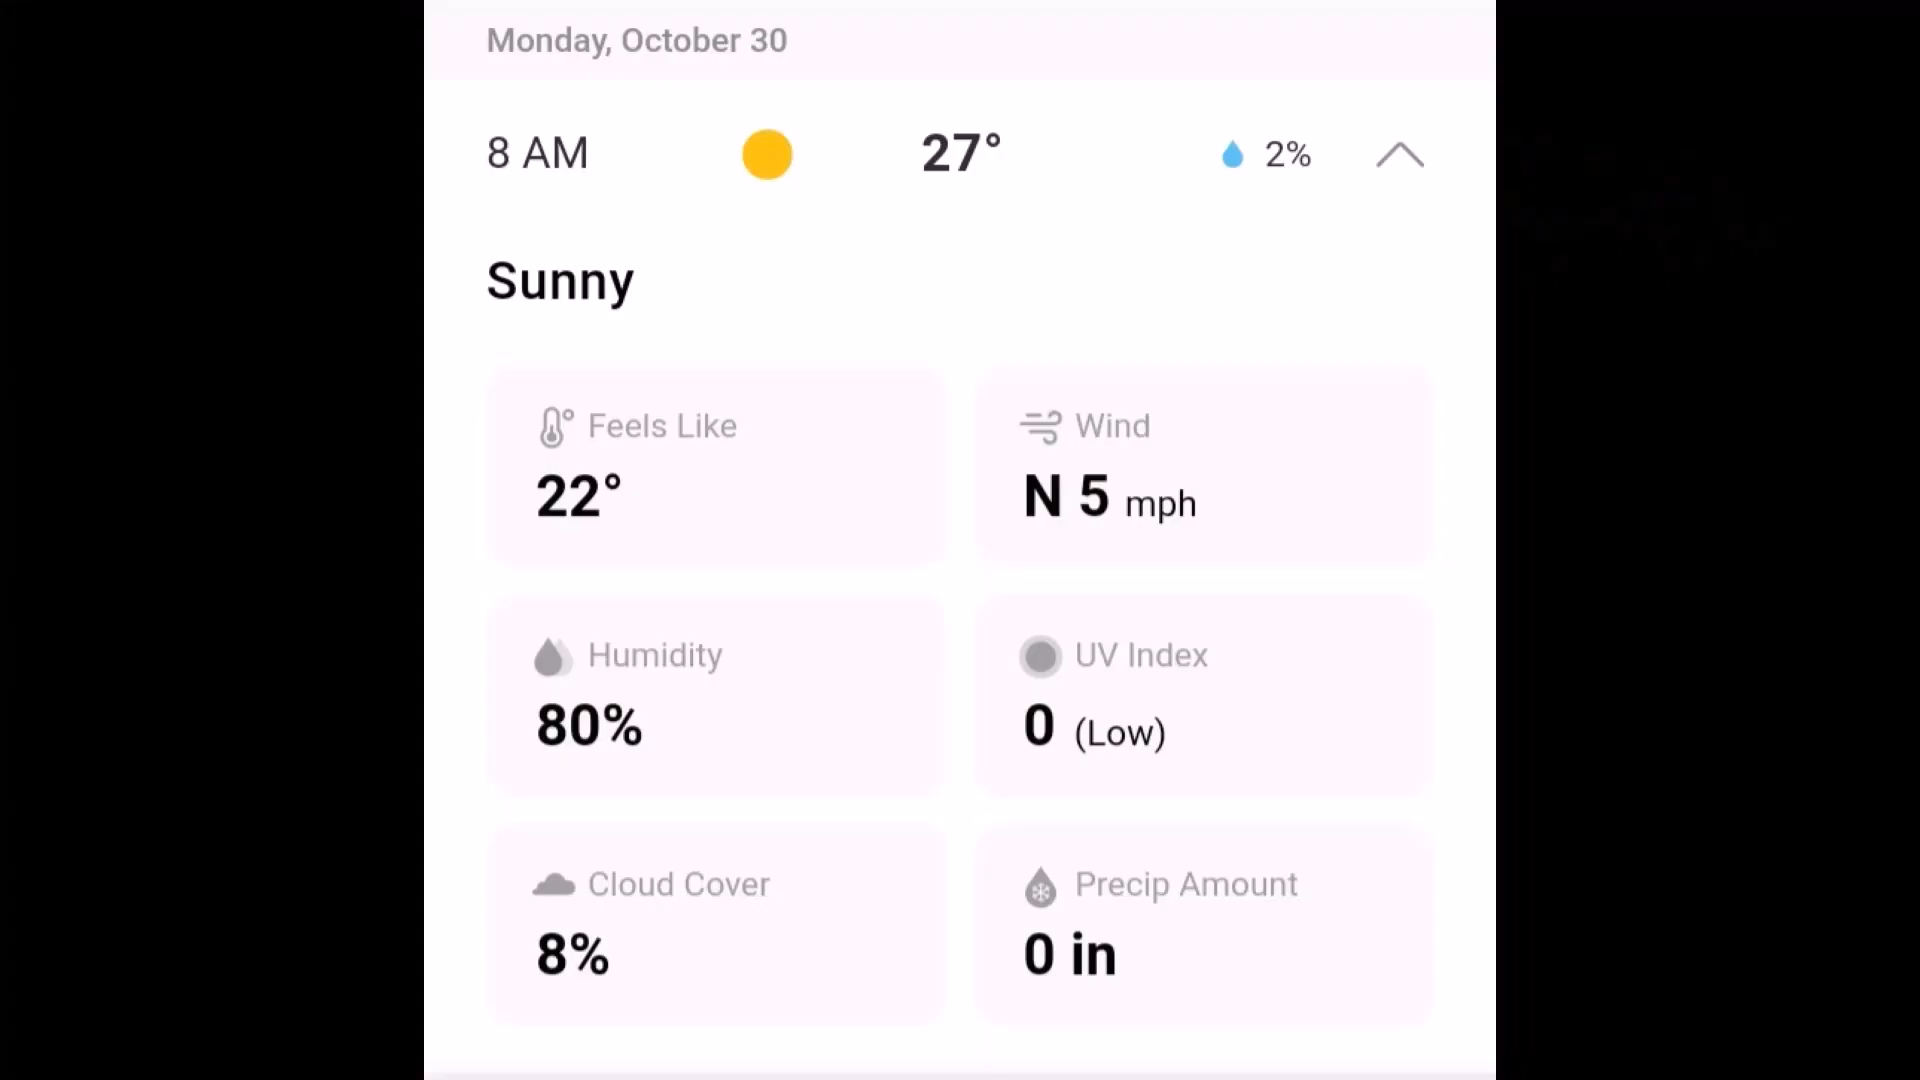 Monday, October 30
8 AM 27° 2%
Sunny
Feels Like Wind
22° N 5 mph
Humidity UV Index
80% 0 (Low)
Cloud Cover Precip Amount
8% 0 in